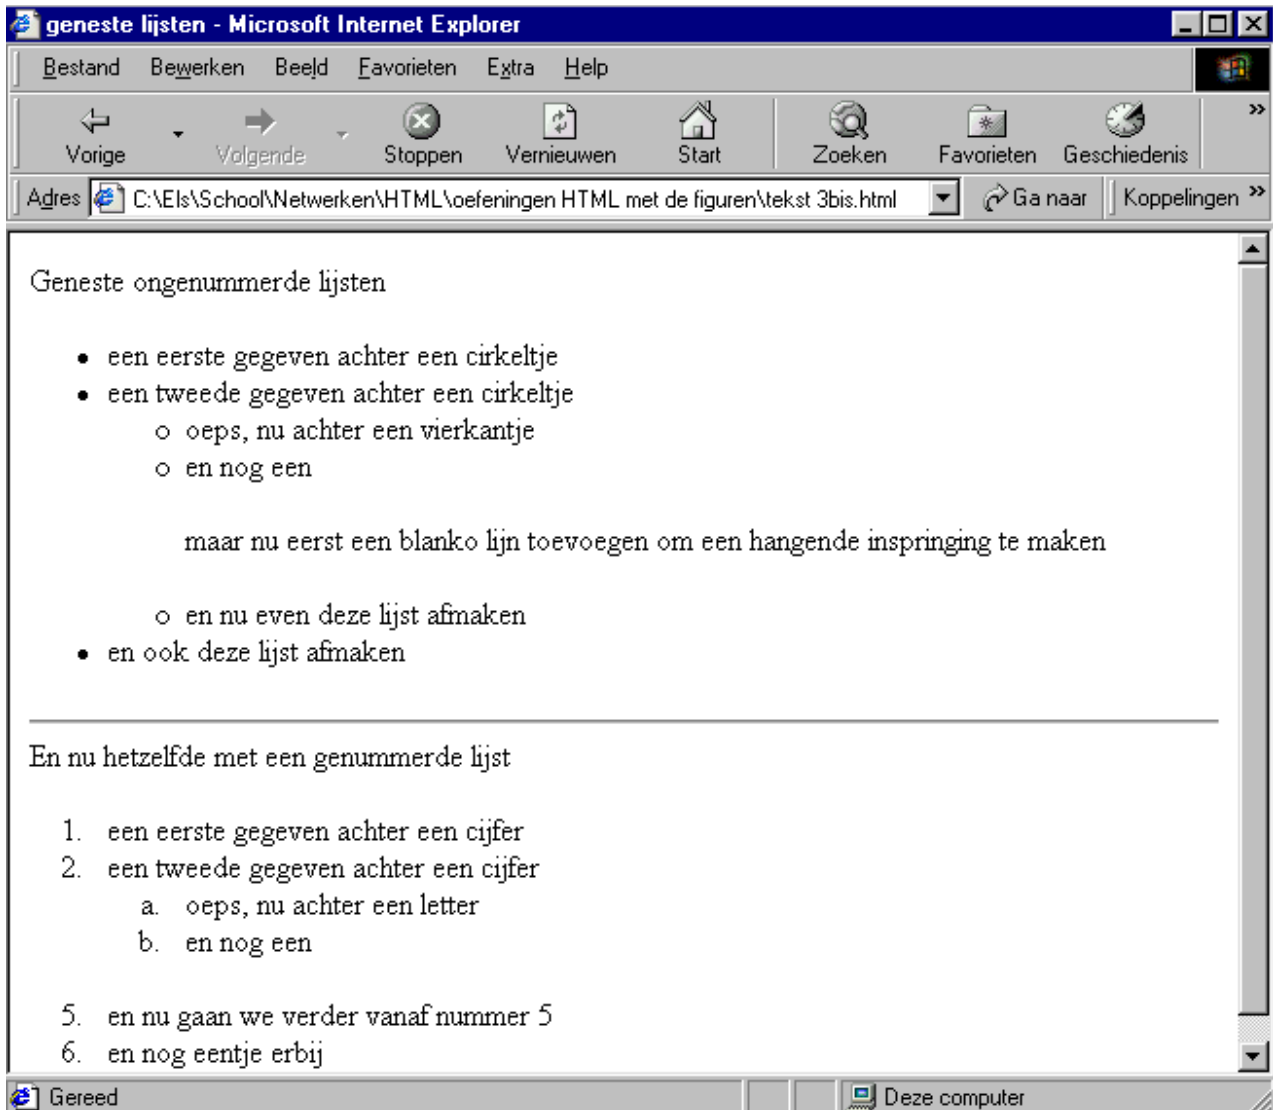 geneste lijsten - Microsoft Internet Explorer
Bestand Bewerken Beeld Favorieten Extra Help
Vorige Volgende Stoppen Vernieuwen Start Zoeken Favorieten Geschiedenis »
Adres C:\Els\School\Netwerken\HTML\oefeningen HTML met de figuren\tekst 3bis.html Ga naar Koppelingen »
Geneste ongenummerde lijsten
• een eerste gegeven achter een cirkeltje
• een tweede gegeven achter een cirkeltje
o oeps, nu achter een vierkantje
o en nog een
maar nu eerst een blanko lijn toevoegen om een hangende inspringing te maken
o en nu even deze lijst afmaken
• en ook deze lijst afmaken
En nu hetzelfde met een genummerde lijst
1. een eerste gegeven achter een cijfer
2. een tweede gegeven achter een cijfer
a. oeps, nu achter een letter
b. en nog een
5. en nu gaan we verder vanaf nummer 5
6. en nog eentje erbij
Gereed Deze computer